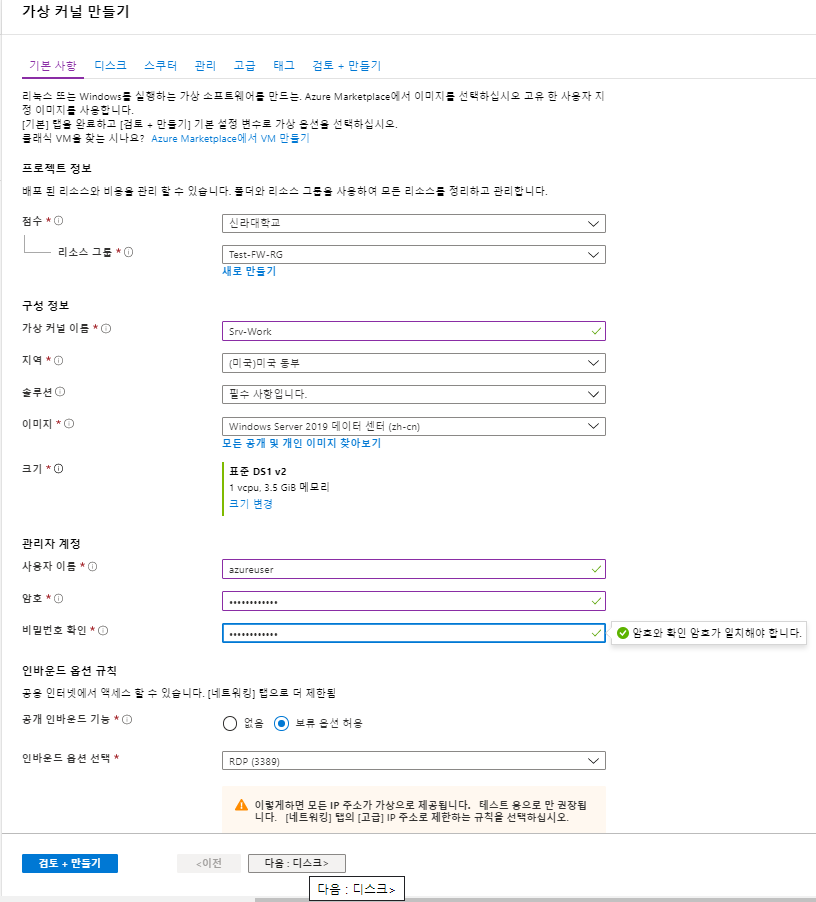 가상 커널 만들기
기본 사항 디스크 스쿠터 관리 고급 태그 검토 + 만들기
리눅스 또는 Windows를 실행하는 가상 소프트웨어를 만드는. Azure Marketplace에서 이미지를 선택하십시오 고유 한 사용자 지
정 이미지를 사용합니다.
[기본] 탭을 완료하고 [검토 + 만들기] 기본 설정 변수로 가상 옵션을 선택하십시오.
클래식 VM을 찾는 시나요? Azure Marketplace에서 VM 만들기
프로젝트 정보
배포 된 리소스와 비용을 관리 할 수 있습니다. 폴더와 리소스 그룹을 사용하여 모든 리소스를 정리하고 관리합니다.
점수 *
신라대학교
리소스 그룹 *
Test-FW-RG
새로 만들기
구성 정보
가상 커널 이름 *
Srv-Work
지역 *
(미국)미국 동부
솔루션
필수 사항입니다.
이미지 *
Windows Server 2019 데이터 센터 (zh-cn)
모든 공개 및 개인 이미지 찾아보기
크기 *
표준 DS1 v2
1 vcpu, 3.5 GiB 메모리
크기 변경
관리자 계정
사용자 이름 *
azureuser
암호 *
••••••••••••
비밀번호 확인 *
••••••••••••
암호와 확인 암호가 일치해야 합니다.
인바운드 옵션 규칙
공용 인터넷에서 액세스 할 수 있습니다. [네트워킹] 탭으로 더 제한됨
공개 인바운드 기능 *
없음 보류 옵션 허용
인바운드 옵션 선택 *
RDP (3389)
이렇게하면 모든 IP 주소가 가상으로 제공됩니다. 테스트 용으로 만 권장됩
니다. [네트워킹] 탭의 [고급] IP 주소로 제한하는 규칙을 선택하십시오.
검토 + 만들기 <이전 다음 : 디스크>
다음 : 디스크>